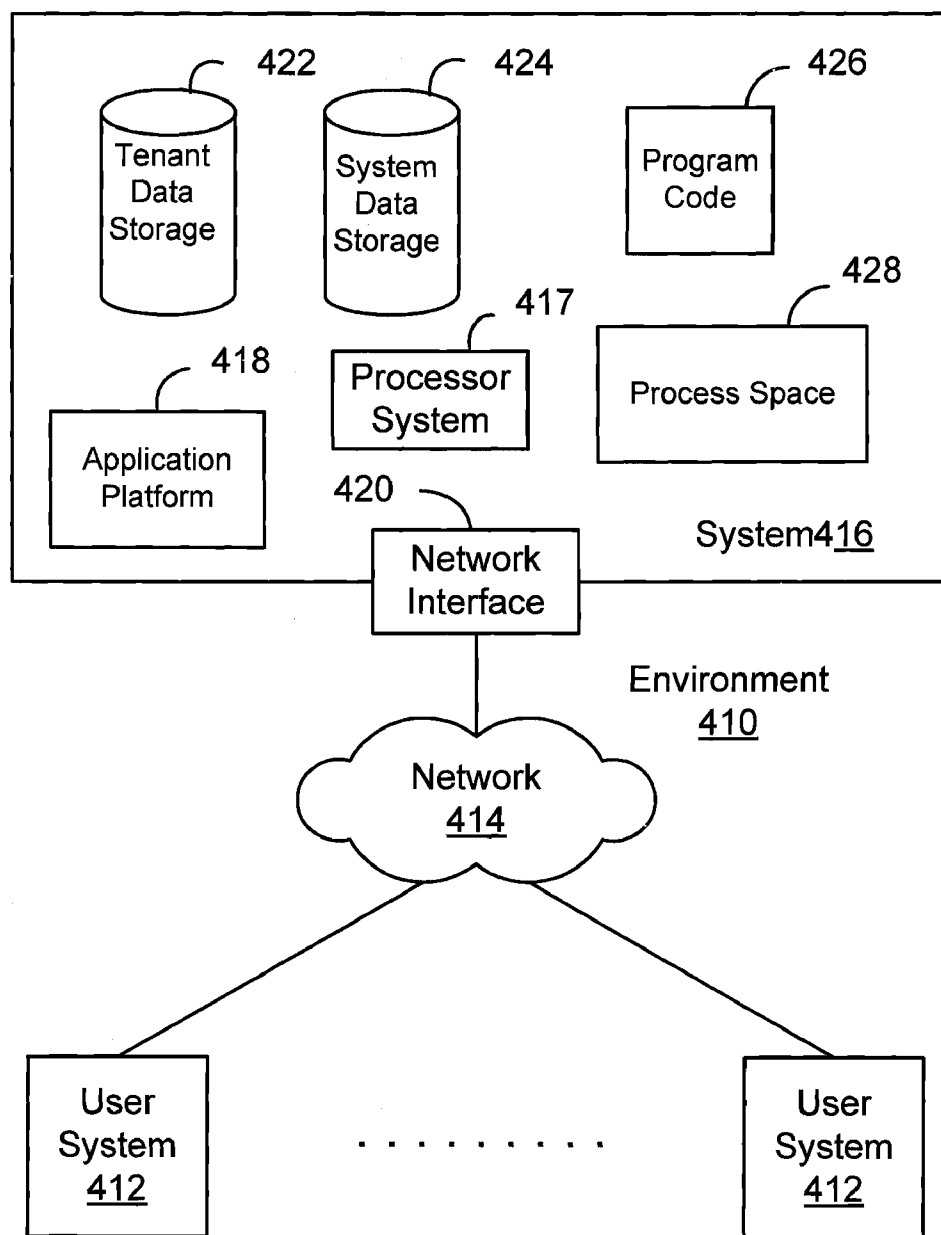 422
424
426
Tenant
Data
Storage
System
Data
Storage
Program
Code
428
417
418
Processor
System
Process Space
Application
Platform
420
System416
Network
Interface
Environment
410
Network
414
User
System
412
. . . . . . . . .
User
System
412